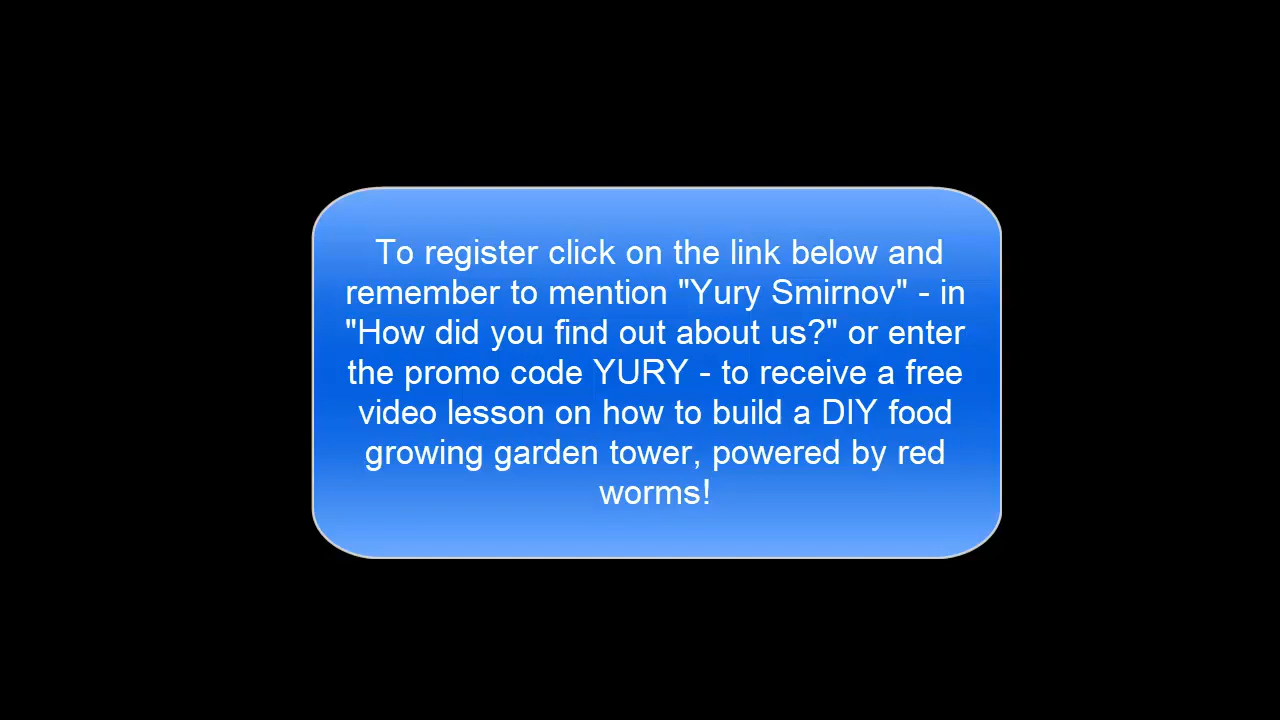 To register click on the link below and
remember to mention "Yury Smirnov" - in
"How did you find out about us?" or enter
the promo code YURY - to receive a free
video lesson on how to build a DIY food
growing garden tower, powered by red
worms!